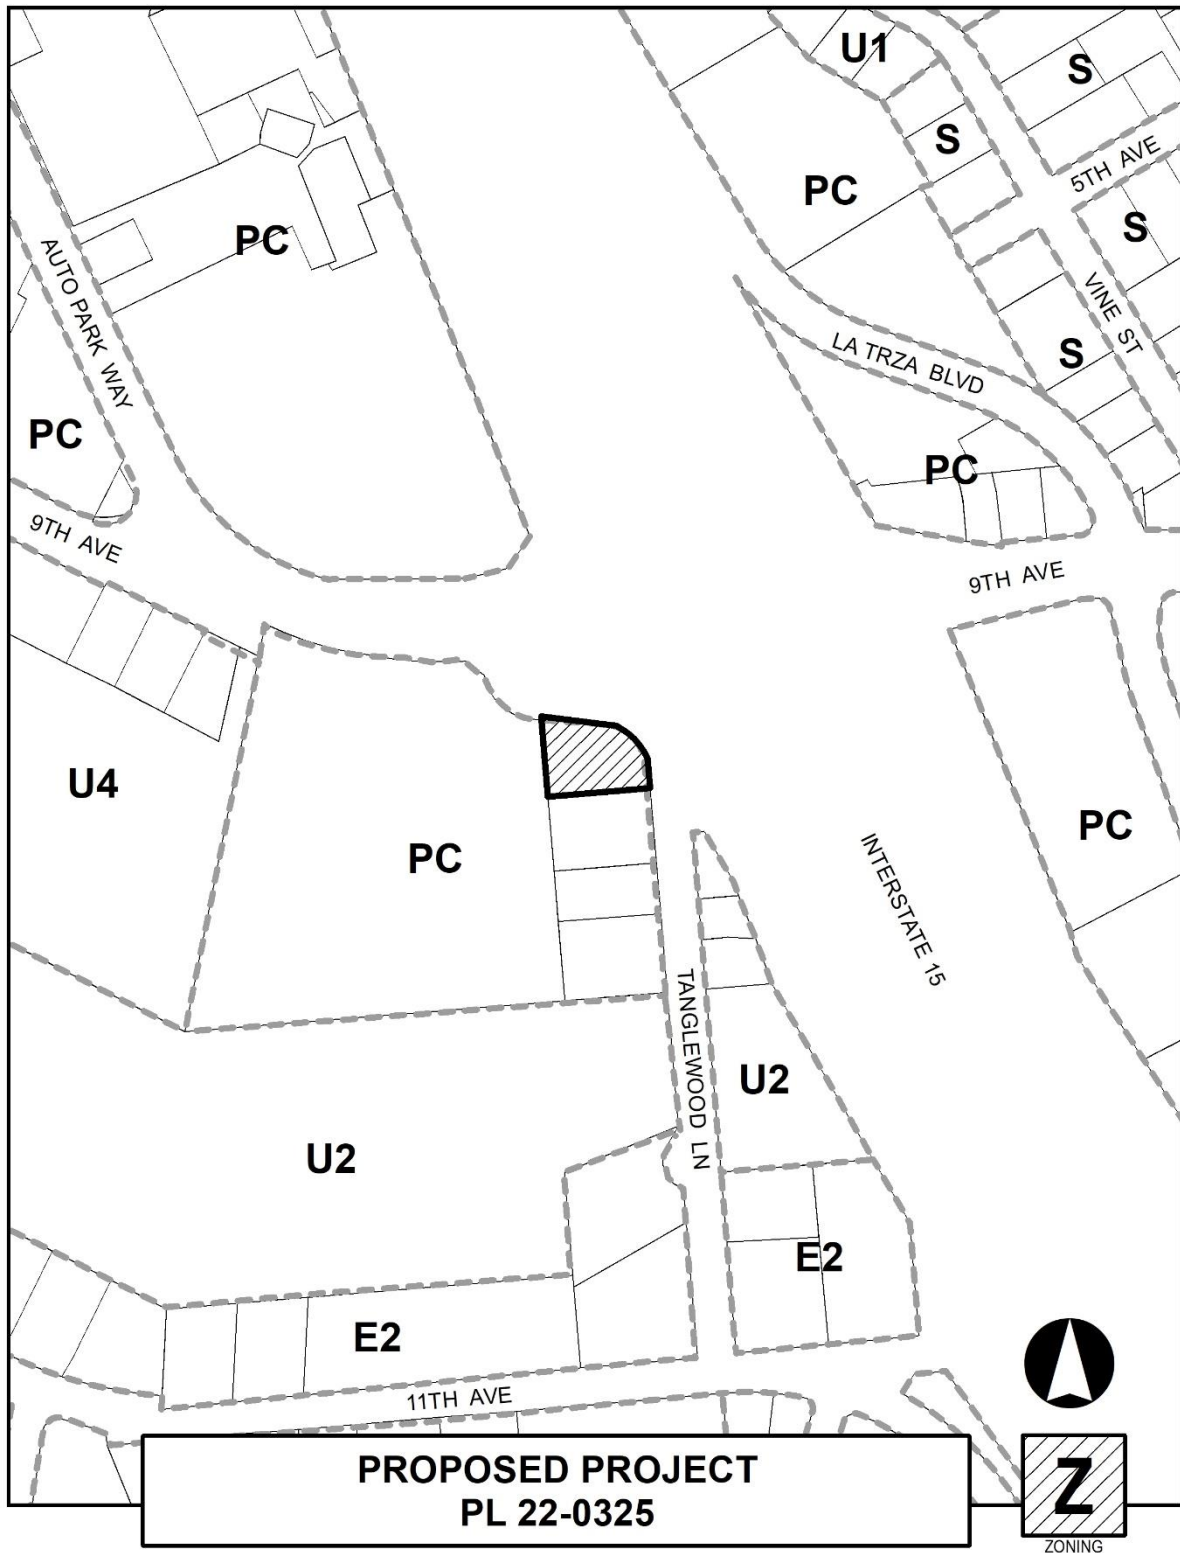 U1
S
S
5TH AVE
PC
PC
S
AUTO PARK WAY
VINE ST
LA TRZA BLVD
S
PC
PC
9TH AVE
9TH AVE
U4
PC
PC
INTERSTATE 15
TANGLEWOOD LN
U2
U2
E2
E2
11TH AVE
PROPOSED PROJECT
PL 22-0325
Z
ZONING